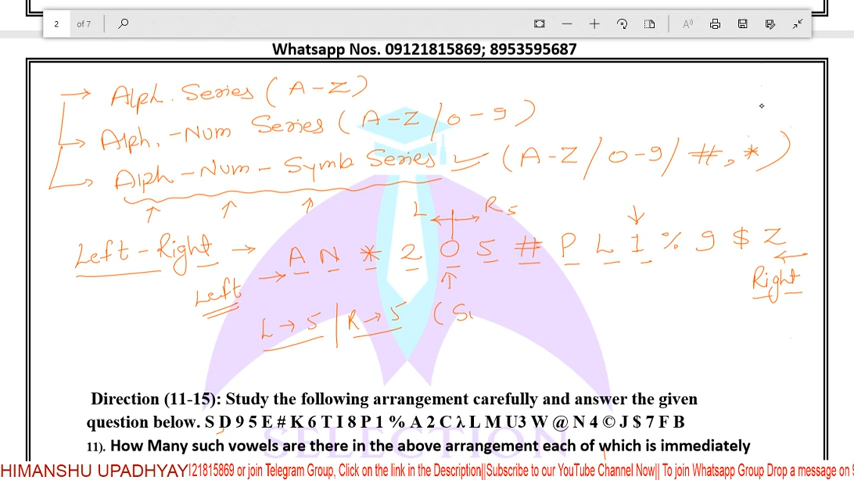 2 of 7
Whatsapp Nos. 09121815869; 8953595687
→ Alph. Series ( A-Z )
→ Alph. -Num Series ( A-Z / 0-9 )
→ Alph-Num-Symb Series ✓ ( A-Z / 0-9 / #, * )
L R 5
Left-Right → A N * 2 0 5 # P L 1 % 9 $ Z
Left → Right
L → 5 / R → 5 ( Si
Direction (11-15): Study the following arrangement carefully and answer the given
question below. S D 9 5 E # K 6 T I 8 P 1 % A 2 C λ L M U3 W @ N 4 © J $ 7 F B
SELECTION
11). How Many such vowels are there in the above arrangement each of which is immediately
HIMANSHU UPADHYAY 121815869 or join Telegram Group, Click on the link in the Description||Subscribe to our YouTube Channel Now|| To join Whatsapp Group Drop a message on 9